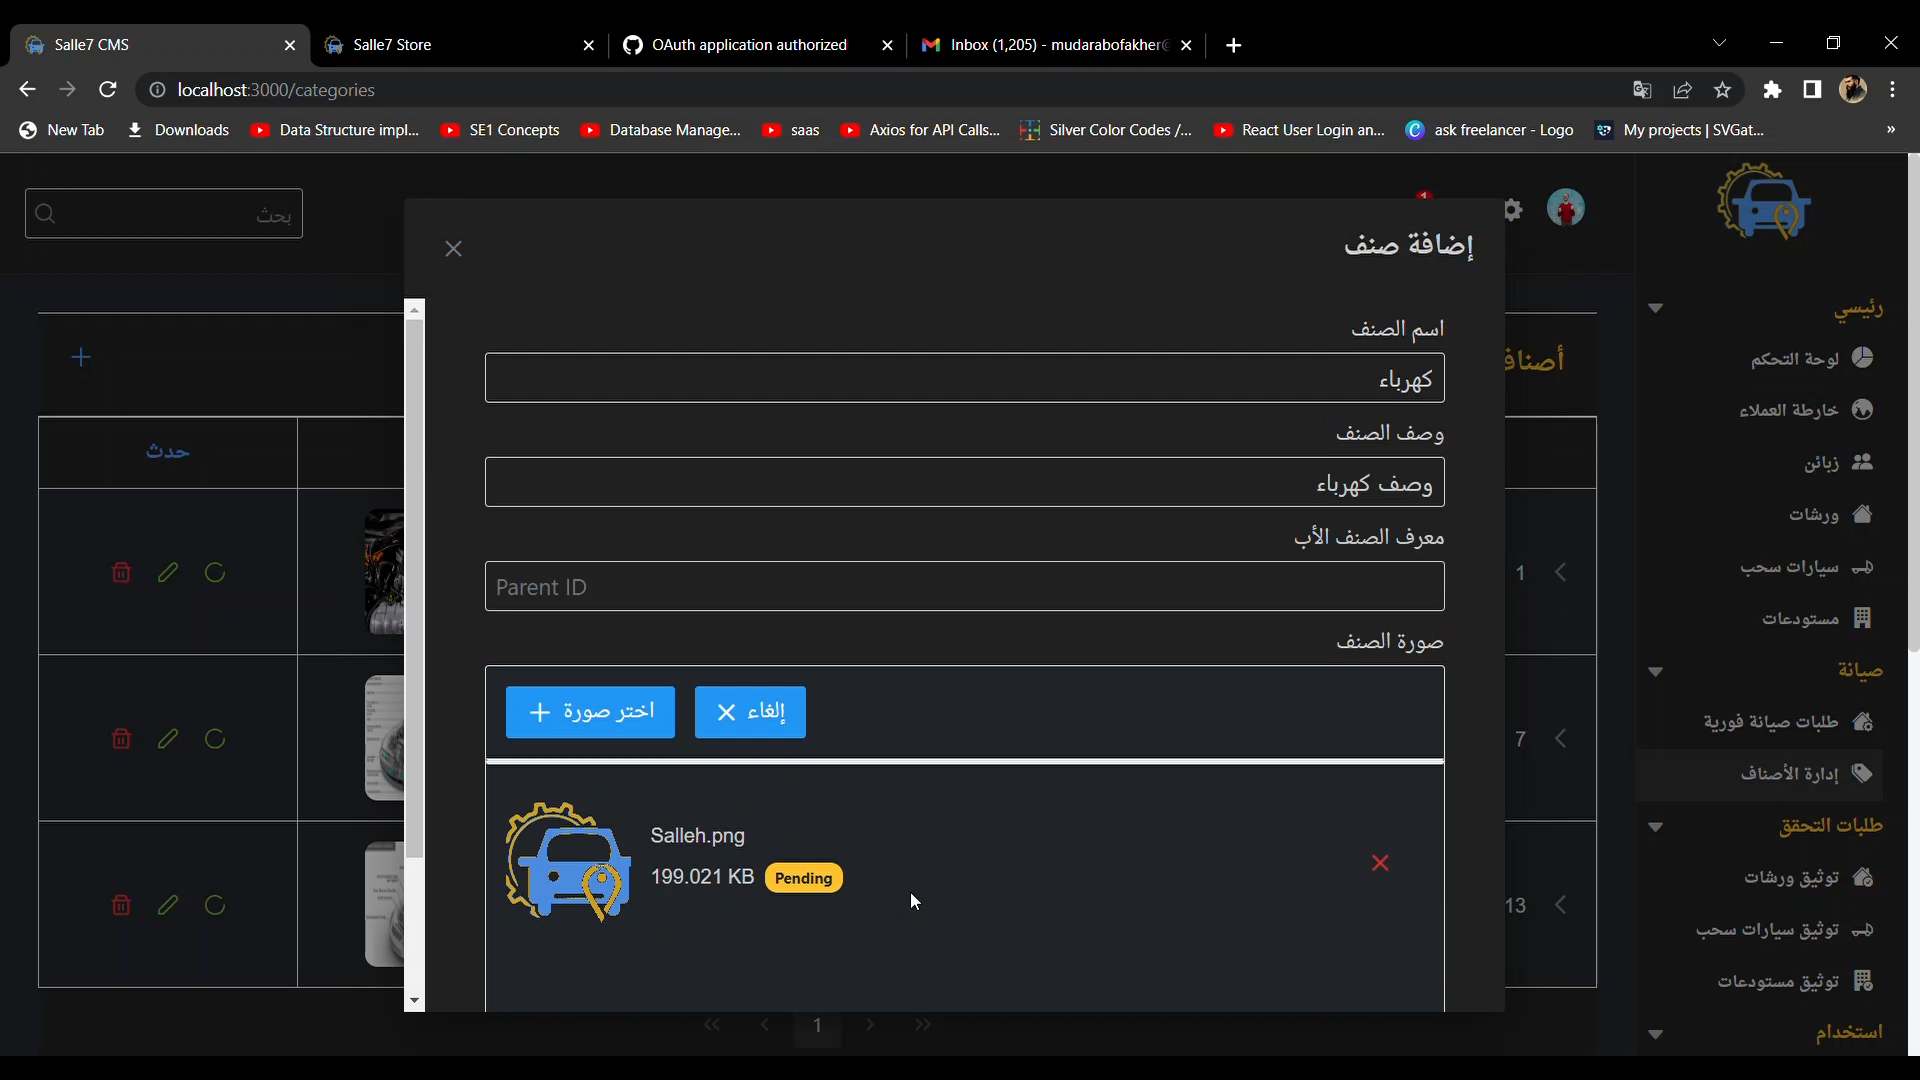 Salle7 CMS
Salle7 Store
OAuth application authorized
Inbox (1,205) - mudarabofakher@
localhost:3000/categories
New Tab
Downloads
Data Structure impl...
SE1 Concepts
Database Manage...
saas
Axios for API Calls...
Silver Color Codes /...
React User Login an...
ask freelancer - Logo
My projects | SVGat...
»
بحث
1
إضافة صنف
اسم الصنف
كهرباء
وصف الصنف
وصف كهرباء
معرف الصنف الأب
Parent ID
صورة الصنف
اختر صورة
إلغاء
Salleh.png
199.021 KB
Pending
حدث
1
7
13
1
رئيسي
لوحة التحكم
خارطة العملاء
زبائن
ورشات
سيارات سحب
مستودعات
صيانة
طلبات صيانة فورية
إدارة الأصناف
طلبات التحقق
توثيق ورشات
توثيق سيارات سحب
توثيق مستودعات
استخدام